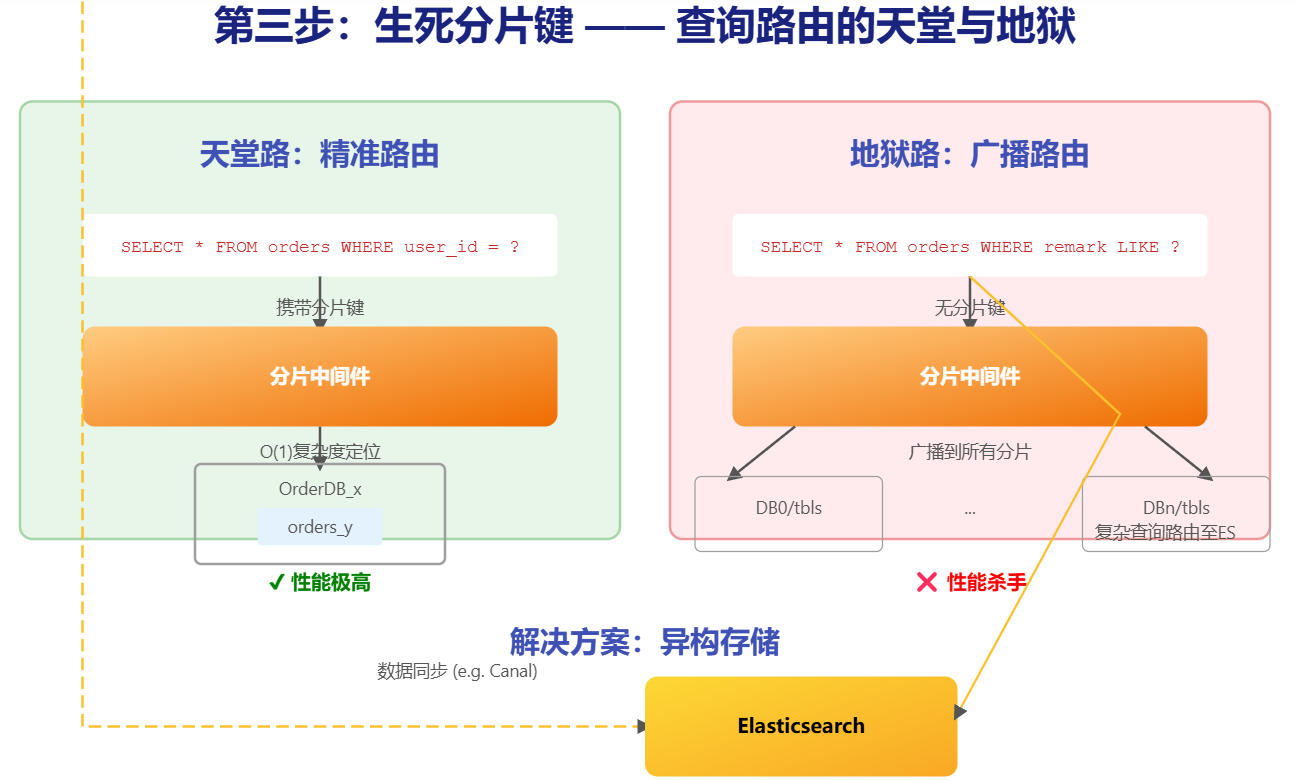 第三步：生死分片键 —— 查询路由的天堂与地狱
天堂路：精准路由
SELECT * FROM orders WHERE user_id = ?
携带分片键
分片中间件
O(1)复杂度定位
OrderDB_x
orders_y
✔ 性能极高
地狱路：广播路由
SELECT * FROM orders WHERE remark LIKE ?
无分片键
分片中间件
广播到所有分片
DB0/tbls
...
DBn/tbls
复杂查询路由至ES
❌ 性能杀手
解决方案：异构存储
数据同步 (e.g. Canal)
Elasticsearch